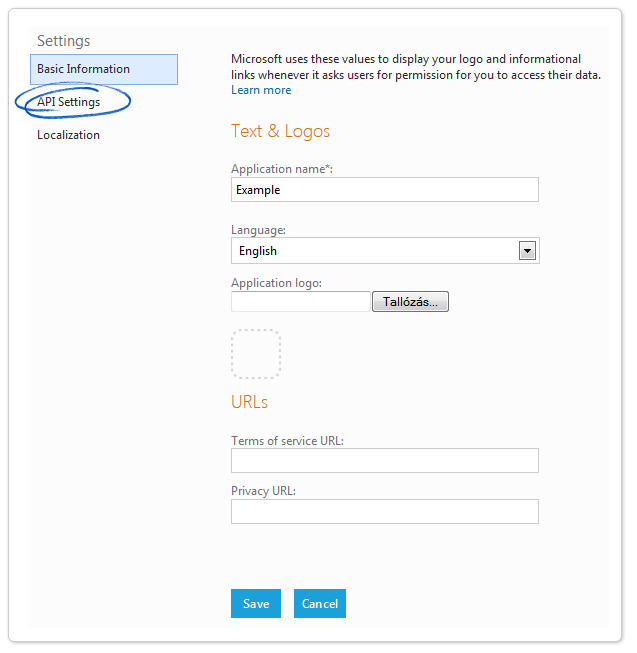 Settings
Basic Information
API Settings
Localization
Microsoft uses these values to display your logo and informational
links whenever it asks users for permission for you to access their data.
Learn more
Text & Logos
Application name*:
Example
Language:
English
Application logo:
Tallózás...
URLs
Terms of service URL:
Privacy URL:
Save
Cancel